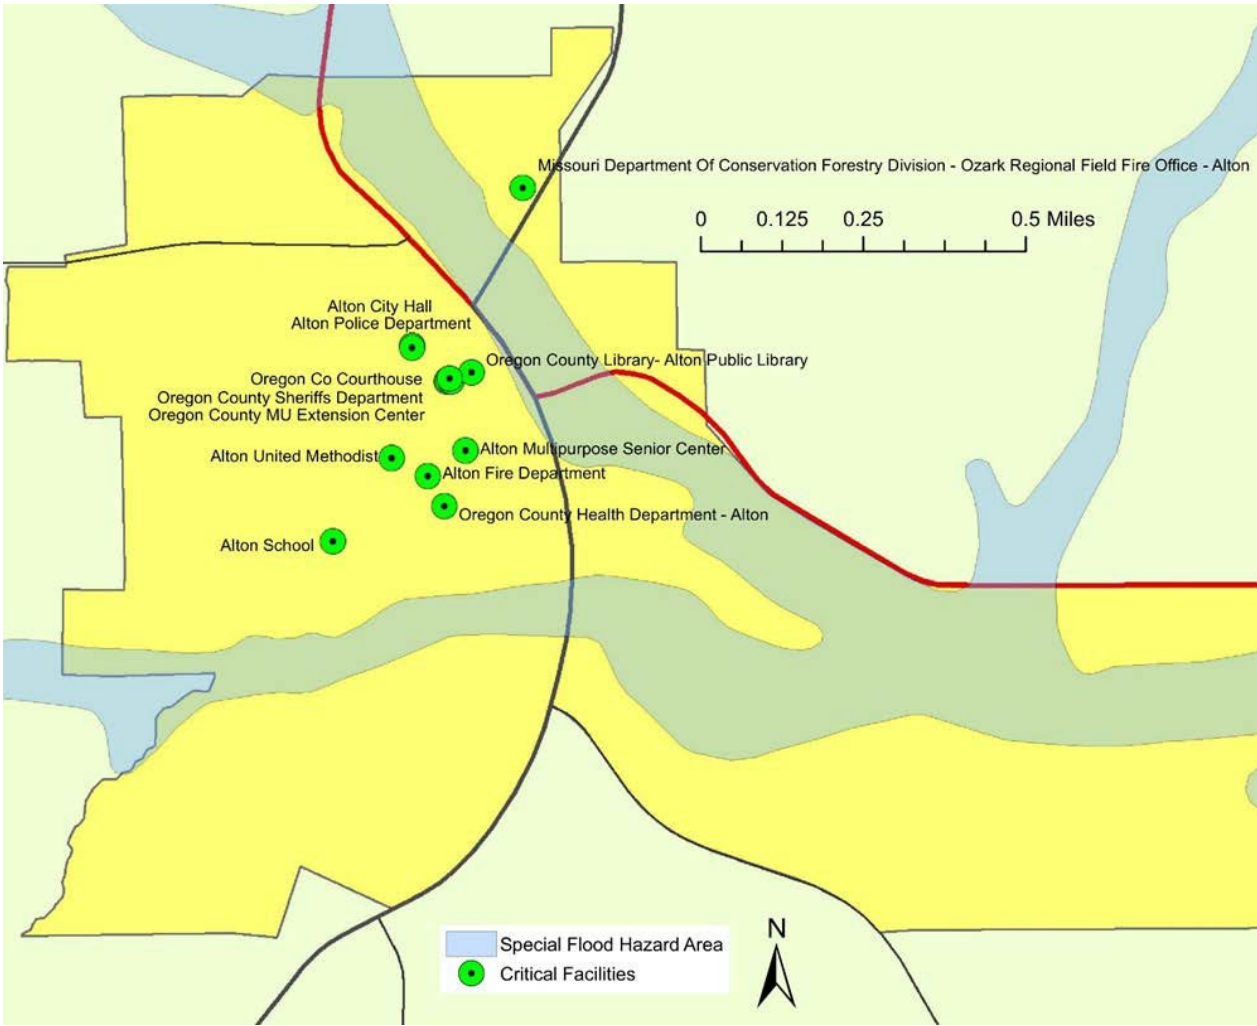 Missouri Department Of Conservation Forestry Division - Ozark Regional Field Fire Office - Alton
0 0.125 0.25 0.5 Miles
Alton City Hall
Alton Police Department
Oregon County Library- Alton Public Library
Oregon Co Courthouse
Oregon County Sheriffs Department
Oregon County MU Extension Center
Alton Multipurpose Senior Center
Alton United Methodist
Alton Fire Department
Oregon County Health Department - Alton
Alton School
N
Special Flood Hazard Area
Critical Facilities